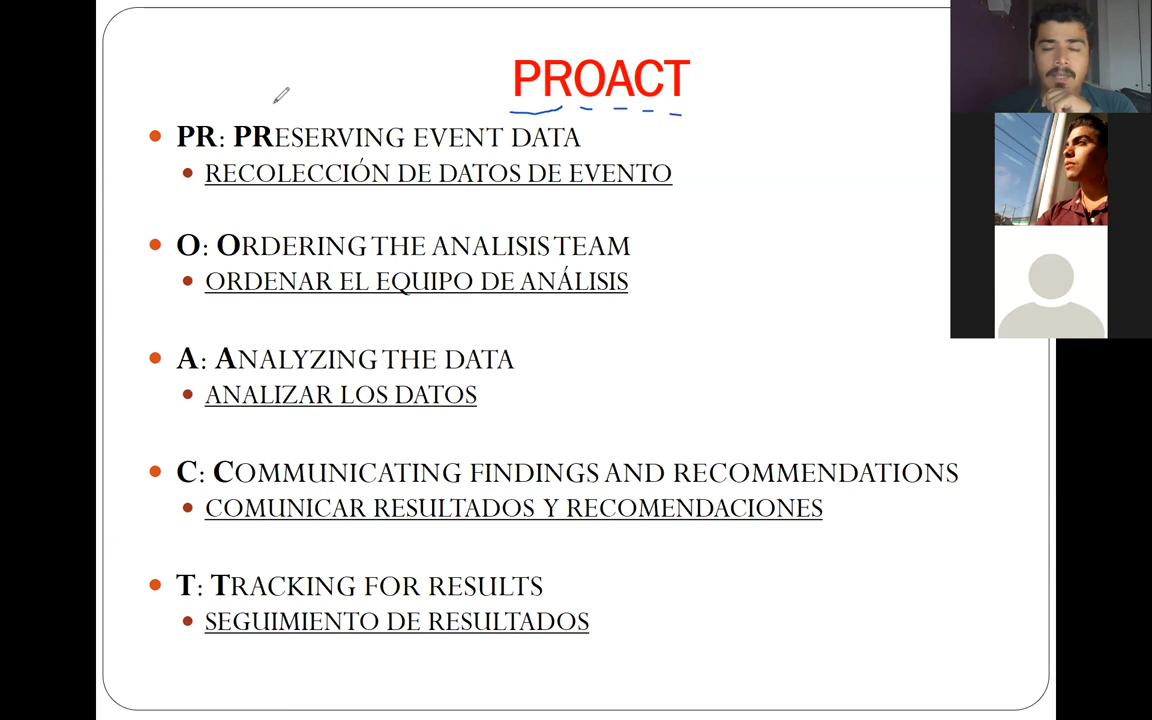 PROACT
PR: PRESERVING EVENT DATA
RECOLECCIÓN DE DATOS DE EVENTO
O: ORDERING THE ANALISIS TEAM
ORDENAR EL EQUIPO DE ANÁLISIS
A: ANALYZING THE DATA
ANALIZAR LOS DATOS
C: COMMUNICATING FINDINGS AND RECOMMENDATIONS
COMUNICAR RESULTADOS Y RECOMENDACIONES
T: TRACKING FOR RESULTS
SEGUIMIENTO DE RESULTADOS